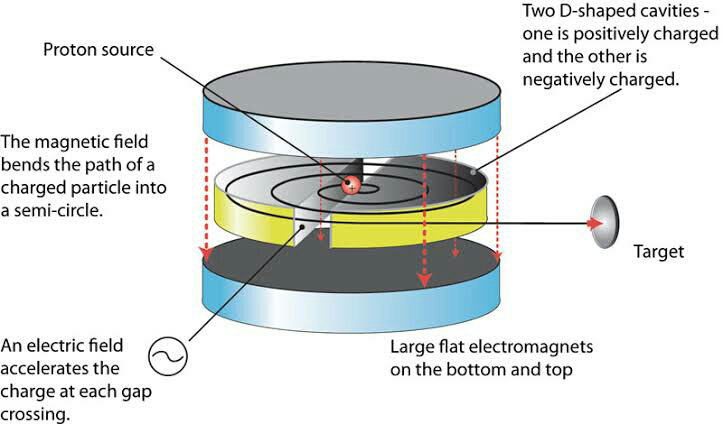 Two D-shaped cavities -
one is positively charged
and the other is
negatively charged.
Proton source
The magnetic field
bends the path of a
charged particle into
a semi-circle.
+
Target
An electric field
accelerates the
charge at each gap
crossing.
Large flat electromagnets
on the bottom and top